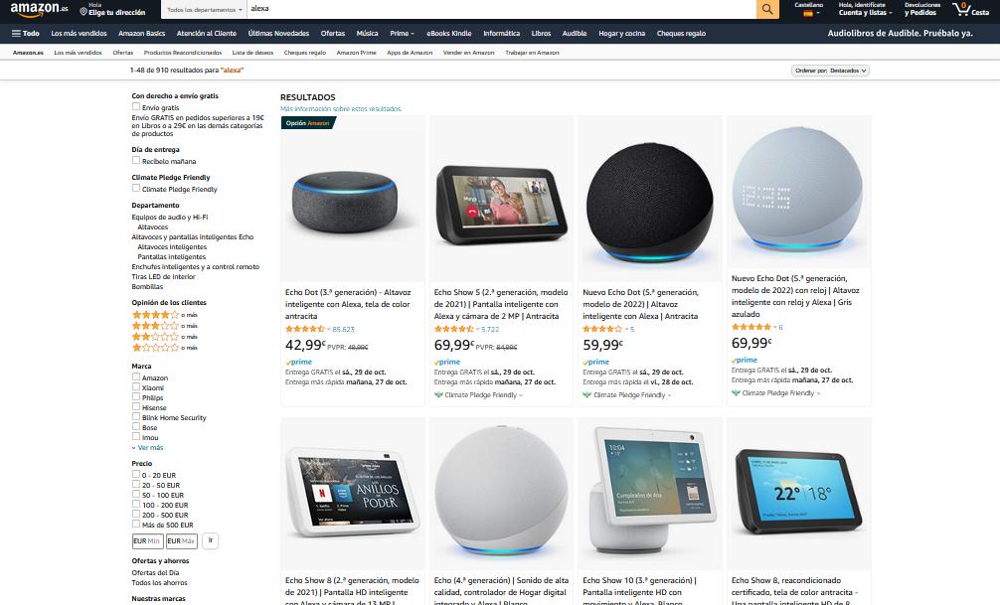 amazon.es
Hola
Elige tu dirección
Todos los departamentos
alexa
Castellano
Hola, identifícate
Cuenta y listas
Devoluciones
y Pedidos
0
Cesta
Todo
Los más vendidos
Amazon Basics
Atención al Cliente
Últimas Novedades
Ofertas
Música
Prime
eBooks Kindle
Informática
Libros
Audible
Hogar y cocina
Cheques regalo
Audiolibros de Audible. Pruébalo ya.
Amazon.es
Los más vendidos
Ofertas
Productos Reacondicionados
Lista de deseos
Cheques regalo
Amazon Prime
Apps de Amazon
Vender en Amazon
Trabajar en Amazon
1-48 de 910 resultados para "alexa"
Ordenar por: Destacados
Con derecho a envío gratis
Envío gratis
Envío GRATIS en pedidos superiores a 19€
en Libros o a 29€ en las demás categorías
de productos
Día de entrega
Recíbelo mañana
Climate Pledge Friendly
Climate Pledge Friendly
Departamento
Equipos de audio y Hi-Fi
Altavoces
Altavoces y pantallas inteligentes Echo
Altavoces inteligentes
Pantallas inteligentes
Enchufes inteligentes y a control remoto
Tiras LED de interior
Bombillas
Opinión de los clientes
o más
o más
o más
o más
Marca
Amazon
Xiaomi
Philips
Hisense
Blink Home Security
Bose
Imou
Ver más
Precio
0 - 20 EUR
20 - 50 EUR
50 - 100 EUR
100 - 200 EUR
200 - 500 EUR
Más de 500 EUR
EUR Min
EUR Máx
Ir
Ofertas y ahorros
Ofertas del Día
Todos los ahorros
Nuestras marcas
RESULTADOS
Más información sobre estos resultados.
Opción Amazon
Echo Dot (3.ª generación) - Altavoz
inteligente con Alexa, tela de color
antracita
85.623
42,99€ PVPR: 49,99€
prime
Entrega GRATIS el sá., 29 de oct.
Entrega más rápida mañana, 27 de oct.
Echo Show 5 (2.ª generación, modelo
de 2021) | Pantalla inteligente con
Alexa y cámara de 2 MP | Antracita
5.722
69,99€ PVPR: 84,99€
prime
Entrega GRATIS el sá., 29 de oct.
Entrega más rápida mañana, 27 de oct.
Climate Pledge Friendly
Nuevo Echo Dot (5.ª generación,
modelo de 2022) | Altavoz
inteligente con Alexa | Antracita
5
59,99€
prime
Entrega GRATIS el sá., 29 de oct.
Entrega más rápida el vi., 28 de oct.
Climate Pledge Friendly
Nuevo Echo Dot (5.ª generación,
modelo de 2022) con reloj | Altavoz
inteligente con reloj y Alexa | Gris
azulado
6
69,99€
prime
Entrega GRATIS el sá., 29 de oct.
Entrega más rápida mañana, 27 de oct.
Climate Pledge Friendly
LOS
ANILLOS
DE
PODER
Echo Show 8 (2.ª generación, modelo
de 2021) | Pantalla HD inteligente
con Alexa y cámara de 13 MP |
Echo (4.ª generación) | Sonido de alta
calidad, controlador de Hogar digital
integrado y Alexa | Blanco
10:04
Cumpleaños de Ana
Echo Show 10 (3.ª generación) |
Pantalla inteligente HD con
movimiento y Alexa, Blanco
22° 18°
Echo Show 8, reacondicionado
certificado, tela de color antracita -
Una pantalla inteligente HD de 8